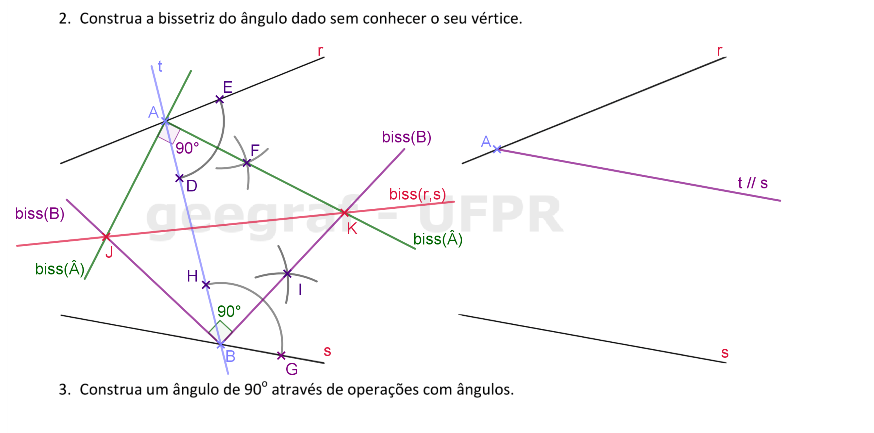 2. Construa a bissetriz do ângulo dado sem conhecer o seu vértice.
r
r
t
E
A
90°
F
D
biss(B)
A
t // s
biss(r,s)
biss(B)
geegraf - UFPR
K
biss(Â)
J
biss(Â)
H
I
90°
B
s
s
G
3. Construa um ângulo de 90º através de operações com ângulos.